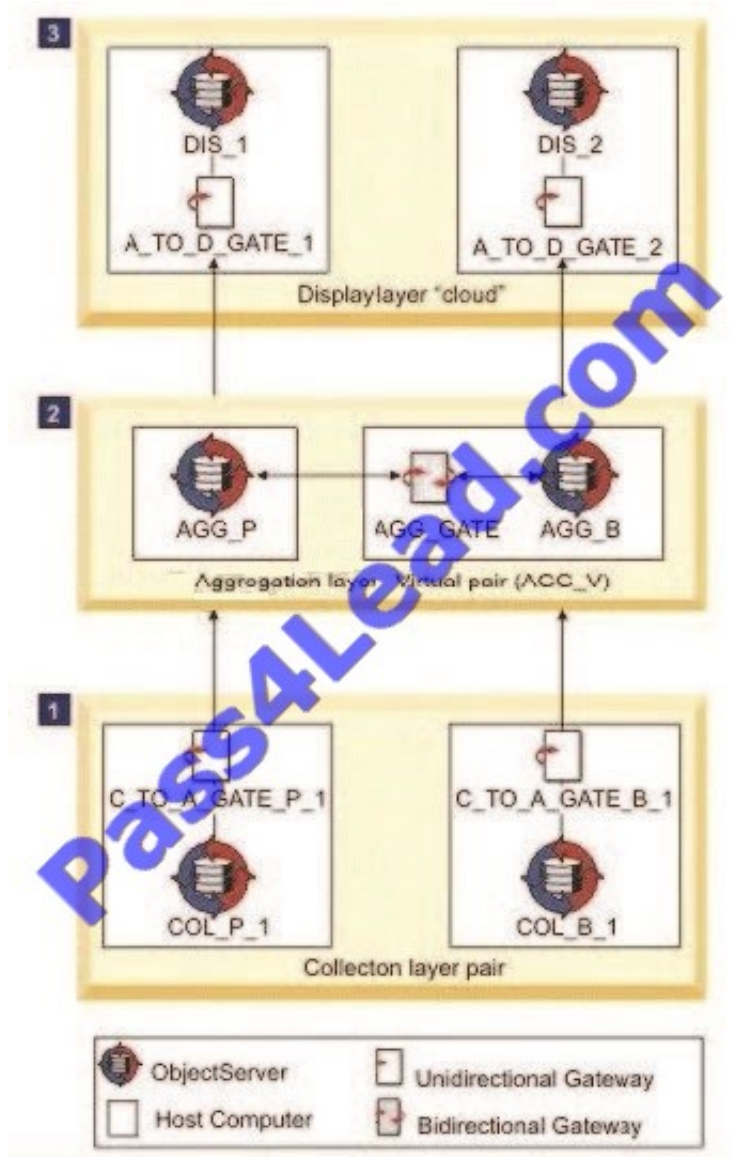 3
DIS_1
DIS_2
A_TO_D_GATE_1
A_TO_D_GATE_2
Displaylayer "cloud"
2
AGG_P
AGG_GATE
AGG_B
Aggregation layer Virtual pair (ACC_V)
1
C_TO_A_GATE_P_1
C_TO_A_GATE_B_1
COL_P_1
COL_B_1
Collecton layer pair
ObjectServer
Unidirectional Gateway
Host Computer
Bidirectional Gateway
Pass4Lead.com